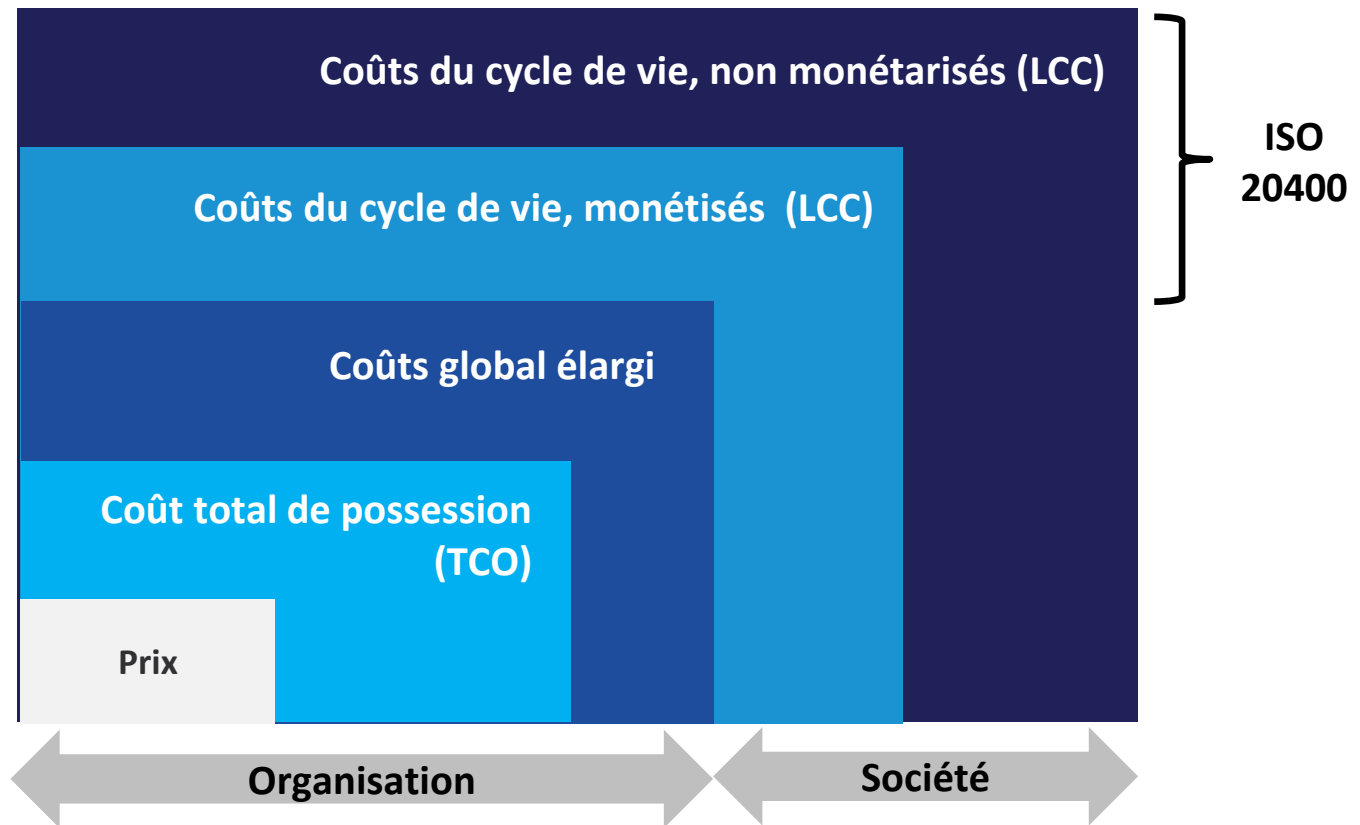 Coûts du cycle de vie, non monétarisés (LCC)
ISO
20400
Coûts du cycle de vie, monétisés  (LCC)
Coûts global élargi
Coût total de possession
(TCO)
Prix
Organisation
Société